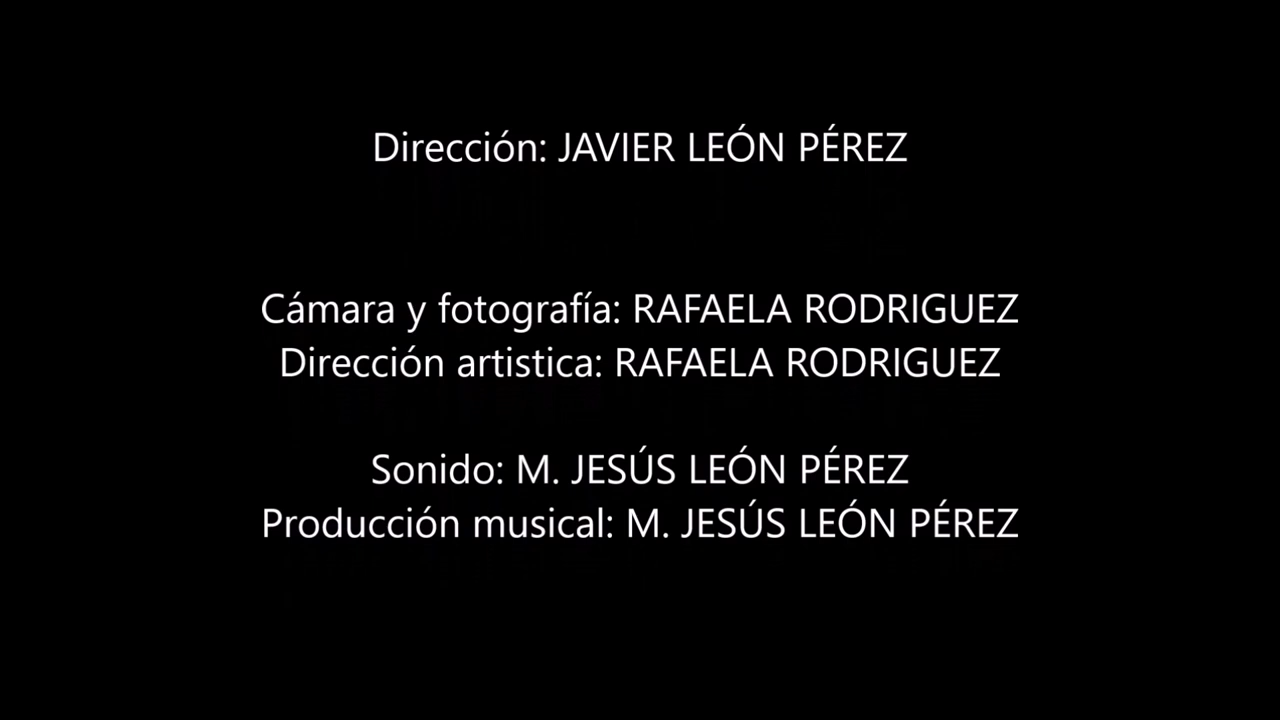 Dirección: JAVIER LEÓN PÉREZ
Cámara y fotografía: RAFAELA RODRIGUEZ
Dirección artistica: RAFAELA RODRIGUEZ
Sonido: M. JESÚS LEÓN PÉREZ
Producción musical: M. JESÚS LEÓN PÉREZ